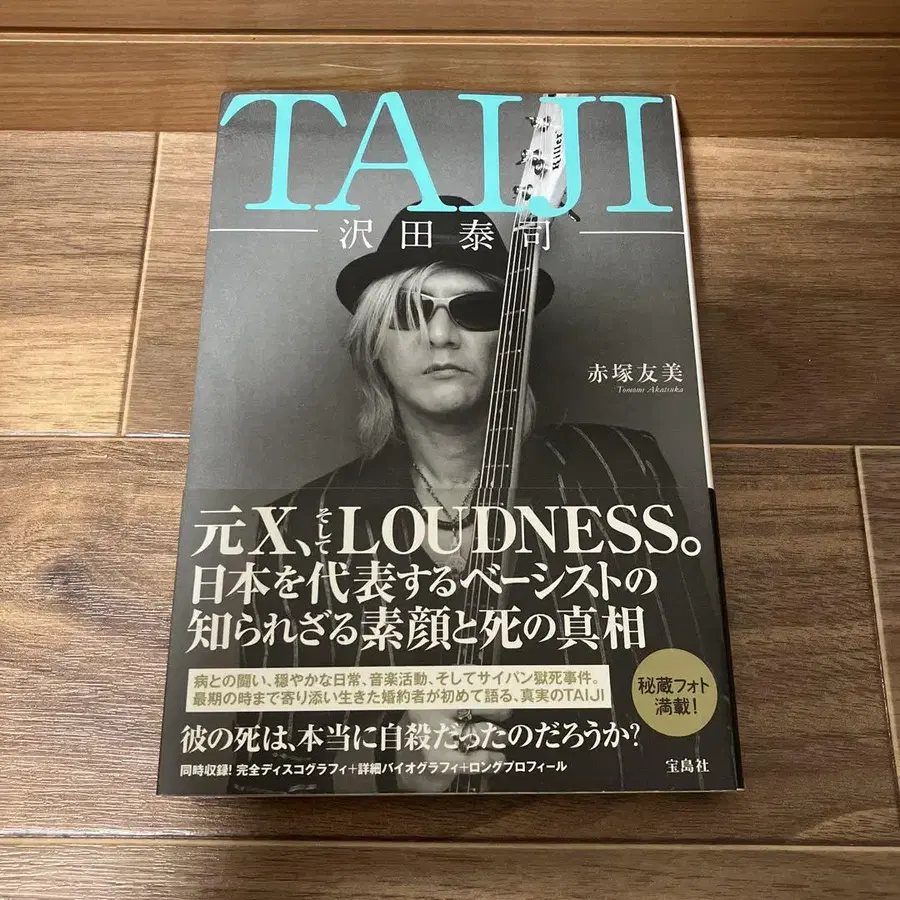 TAIJI
Killer
沢田泰司
赤塚友美
Tomomi Akatsuka
元X、そしてLOUDNESS。
日本を代表するベーシストの
知られざる素顔と死の真相
病との闘い、穏やかな日常、音楽活動、そしてサイパン獄死事件。
最期の時まで寄り添い生きた婚約者が初めて語る、真実のTAIJI
秘蔵フォト
満載!
彼の死は、本当に自殺だったのだろうか?
同時収録!完全ディスコグラフィ+詳細バイオグラフィ+ロングプロフィール
宝島社